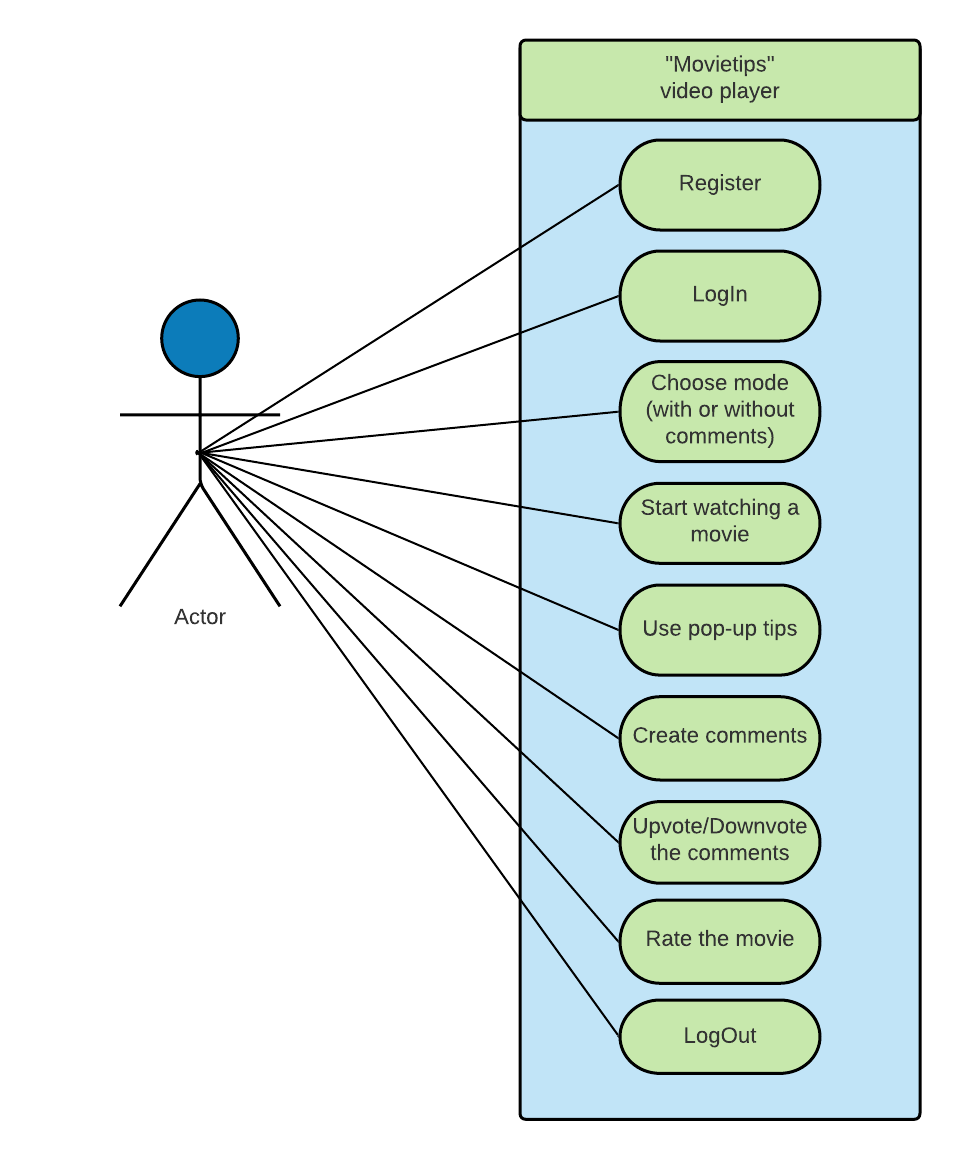 "Movietips"
video player
Register
LogIn
Choose mode
(with or without
comments)
Start watching a
movie
Use pop-up tips
Create comments
Upvote/Downvote
the comments
Rate the movie
LogOut
Actor